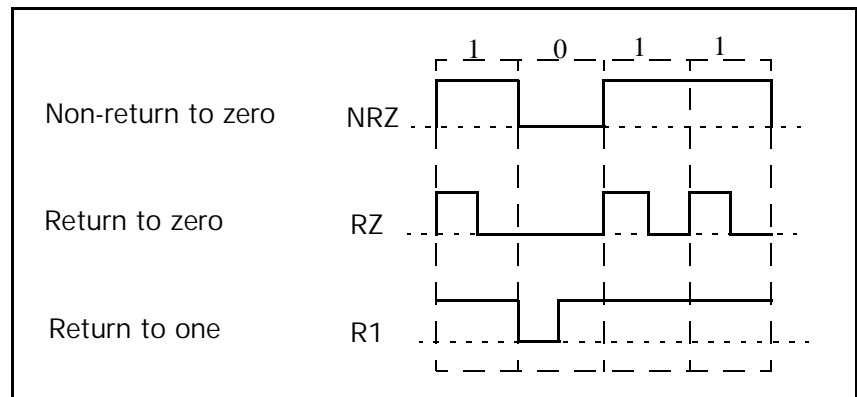 1 0 1 1
Non-return to zero NRZ
Return to zero RZ
Return to one R1